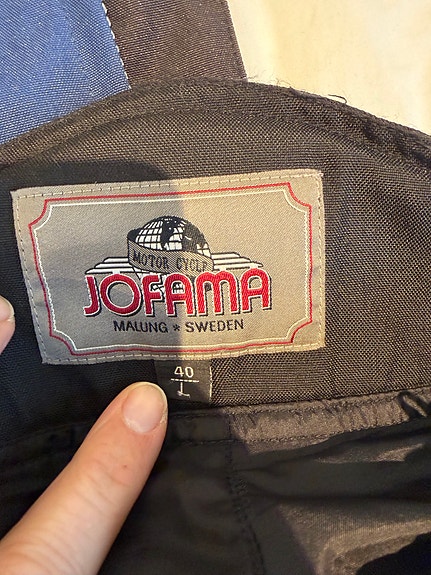 MOTOR CYCLE
JOFAMA
MALUNG * SWEDEN
40
L